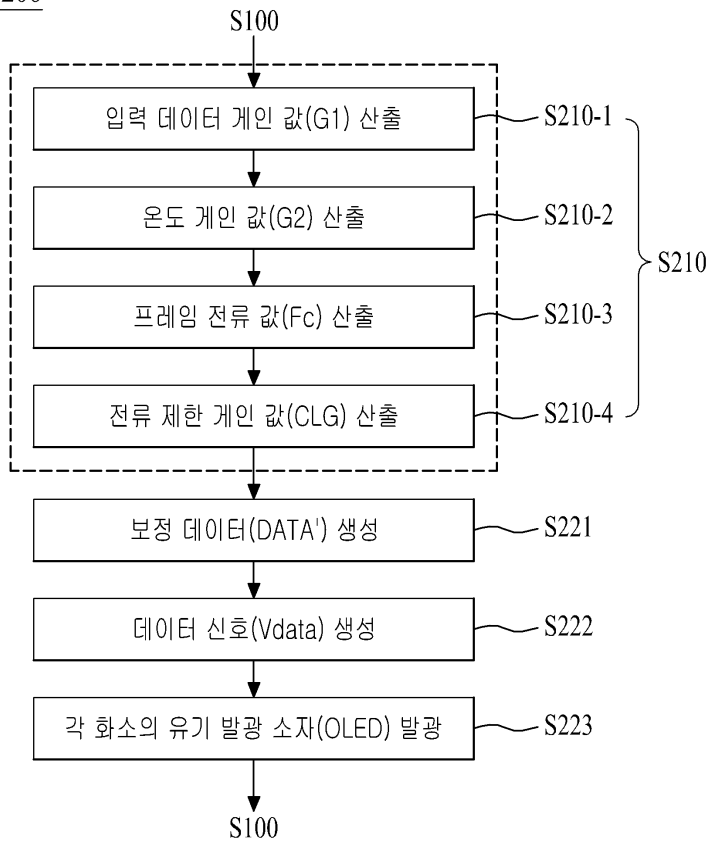 S100
입력 데이터 게인 값(G1) 산출
S210-1
온도 게인 값(G2) 산출
S210-2
S210
프레임 전류 값(Fc) 산출
S210-3
전류 제한 게인 값(CLG) 산출
S210-4
보정 데이터(DATA') 생성
S221
데이터 신호(Vdata) 생성
S222
각 화소의 유기 발광 소자(OLED) 발광
S223
S100